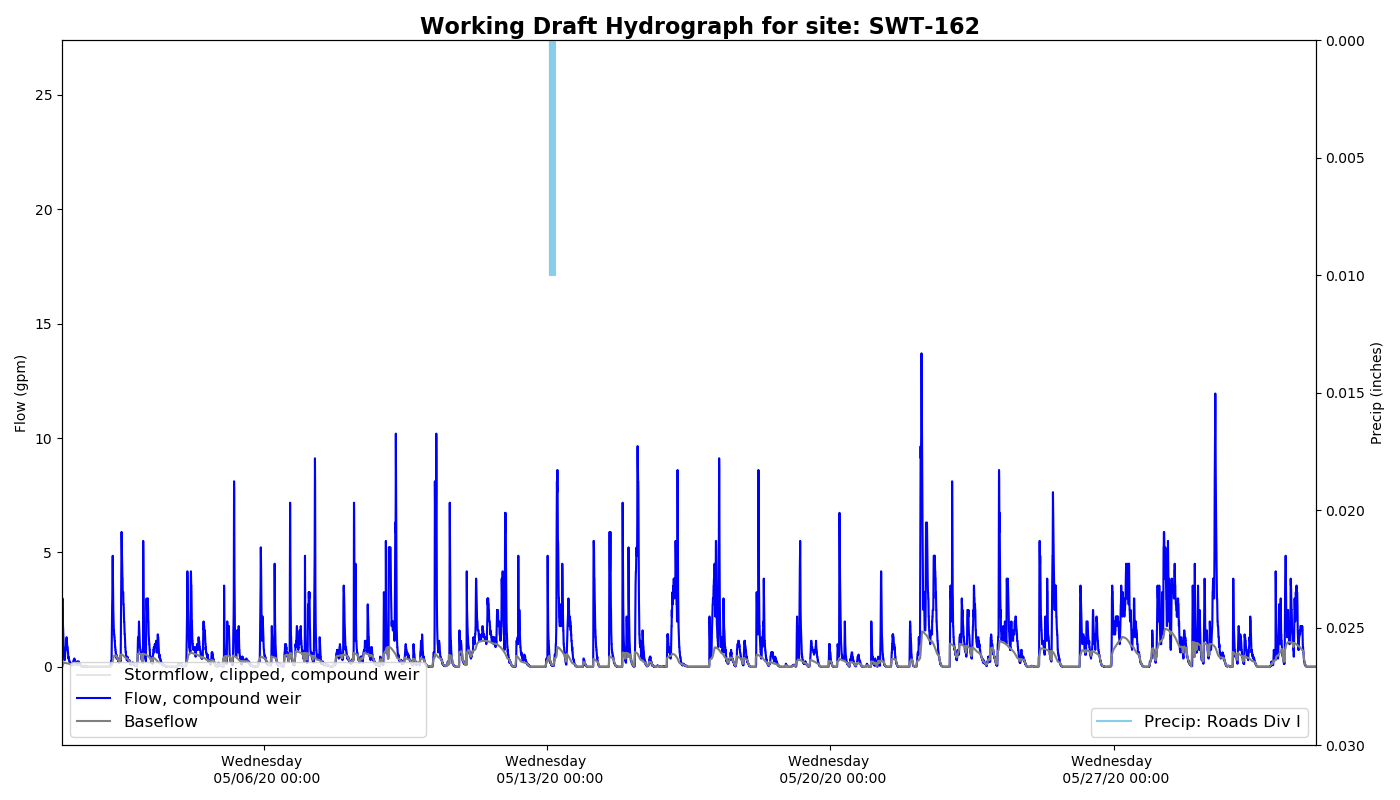 Working Draft Hydrograph for site: SWT-162
25
20
15
10
5
0
Flow (gpm)
0.000
0.005
0.010
0.015
0.020
0.025
0.030
Precip (inches)
Stormflow, clipped, compound weir
Flow, compound weir
Baseflow
Precip: Roads Div I
Wednesday
05/06/20 00:00
Wednesday
05/13/20 00:00
Wednesday
05/20/20 00:00
Wednesday
05/27/20 00:00